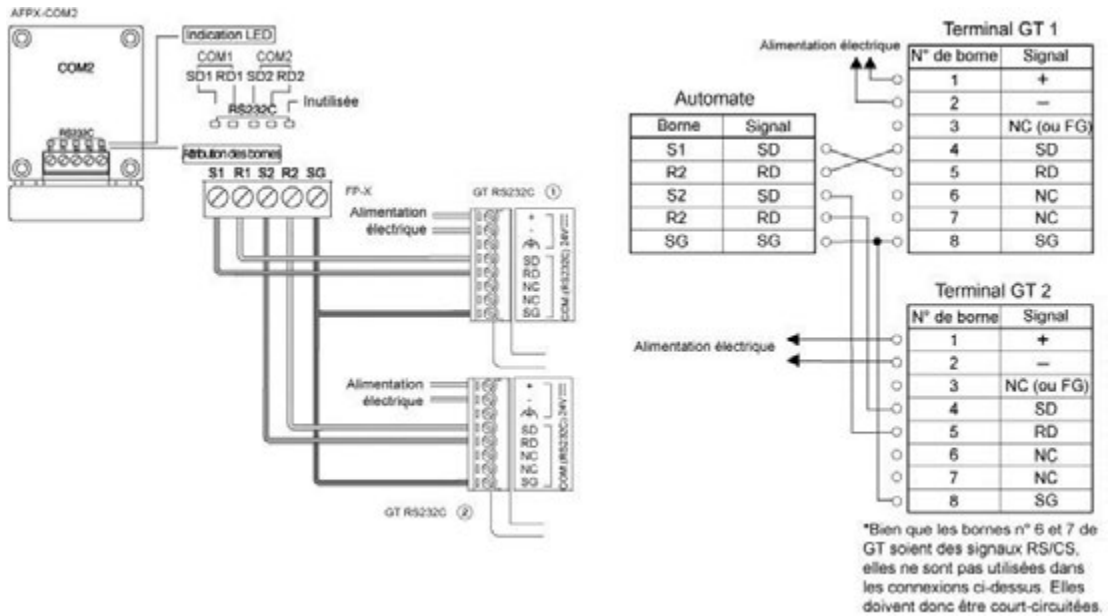 AFPX-COM2
COM2
RS232C
Indication LED
COM1 COM2
SD1 RD1 SD2 RD2
RS232C
Inutilisée
Attribution des bornes
S1 R1 S2 R2 SG
FP-X
Alimentation
électrique
GT RS232C ①
+
-
SD
RD
NC
NC
SG
COM (RS232C) 24V
Alimentation
électrique
+
-
SD
RD
NC
NC
SG
COM (RS232C) 24V
GT RS232C ②
Automate
Borne Signal
S1 SD
R2 RD
S2 SD
R2 RD
SG SG
Alimentation électrique
Terminal GT 1
N° de borne Signal
1 +
2 –
3 NC (ou FG)
4 SD
5 RD
6 NC
7 NC
8 SG
Alimentation électrique
Terminal GT 2
N° de borne Signal
1 +
2 –
3 NC (ou FG)
4 SD
5 RD
6 NC
7 NC
8 SG
*Bien que les bornes n° 6 et 7 de
GT soient des signaux RS/CS,
elles ne sont pas utilisées dans
les connexions ci-dessus. Elles
doivent donc être court-circuitées.